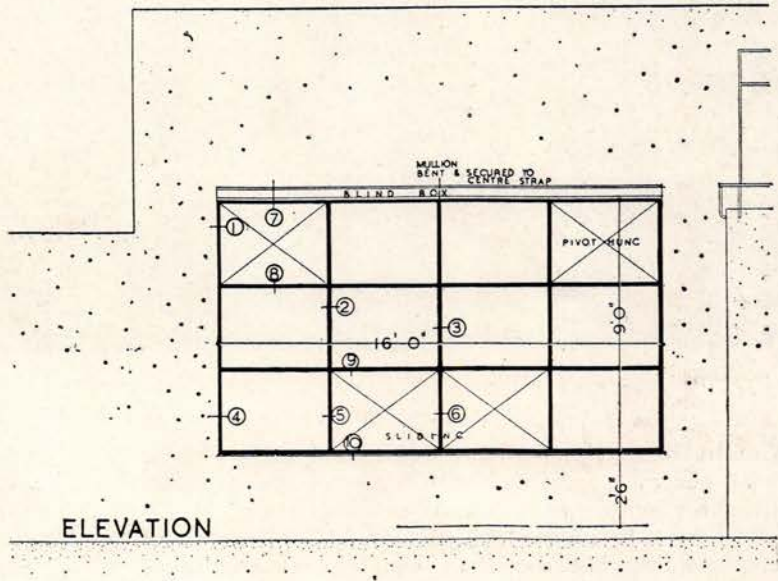 MULLION
BENT & SECURED TO
CENTRE STRAP
BLIND BOX
1
7
PIVOT HUNG
8
2
3
9'0"
16'0"
9
4
5
6
SLIDING
10
2'6"
ELEVATION